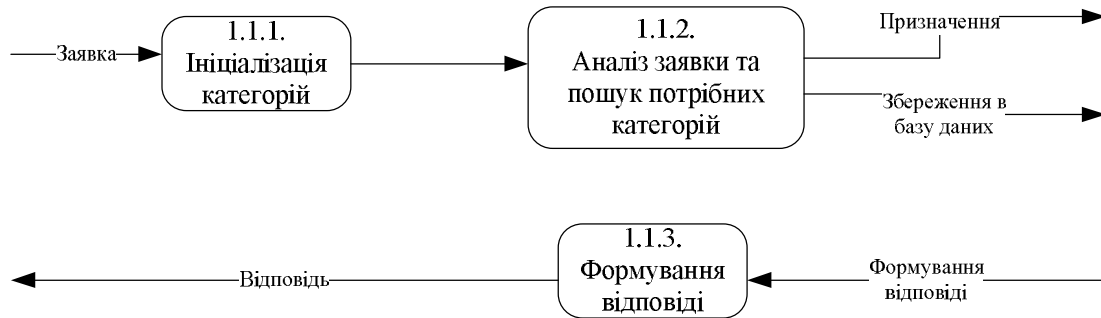 Заявка
1.1.1.
Ініціалізація
категорій
1.1.2.
Аналіз заявки та
пошук потрібних
категорій
Призначення
Збереження в
базу даних
Відповідь
1.1.3.
Формування
відповіді
Формування
відповіді